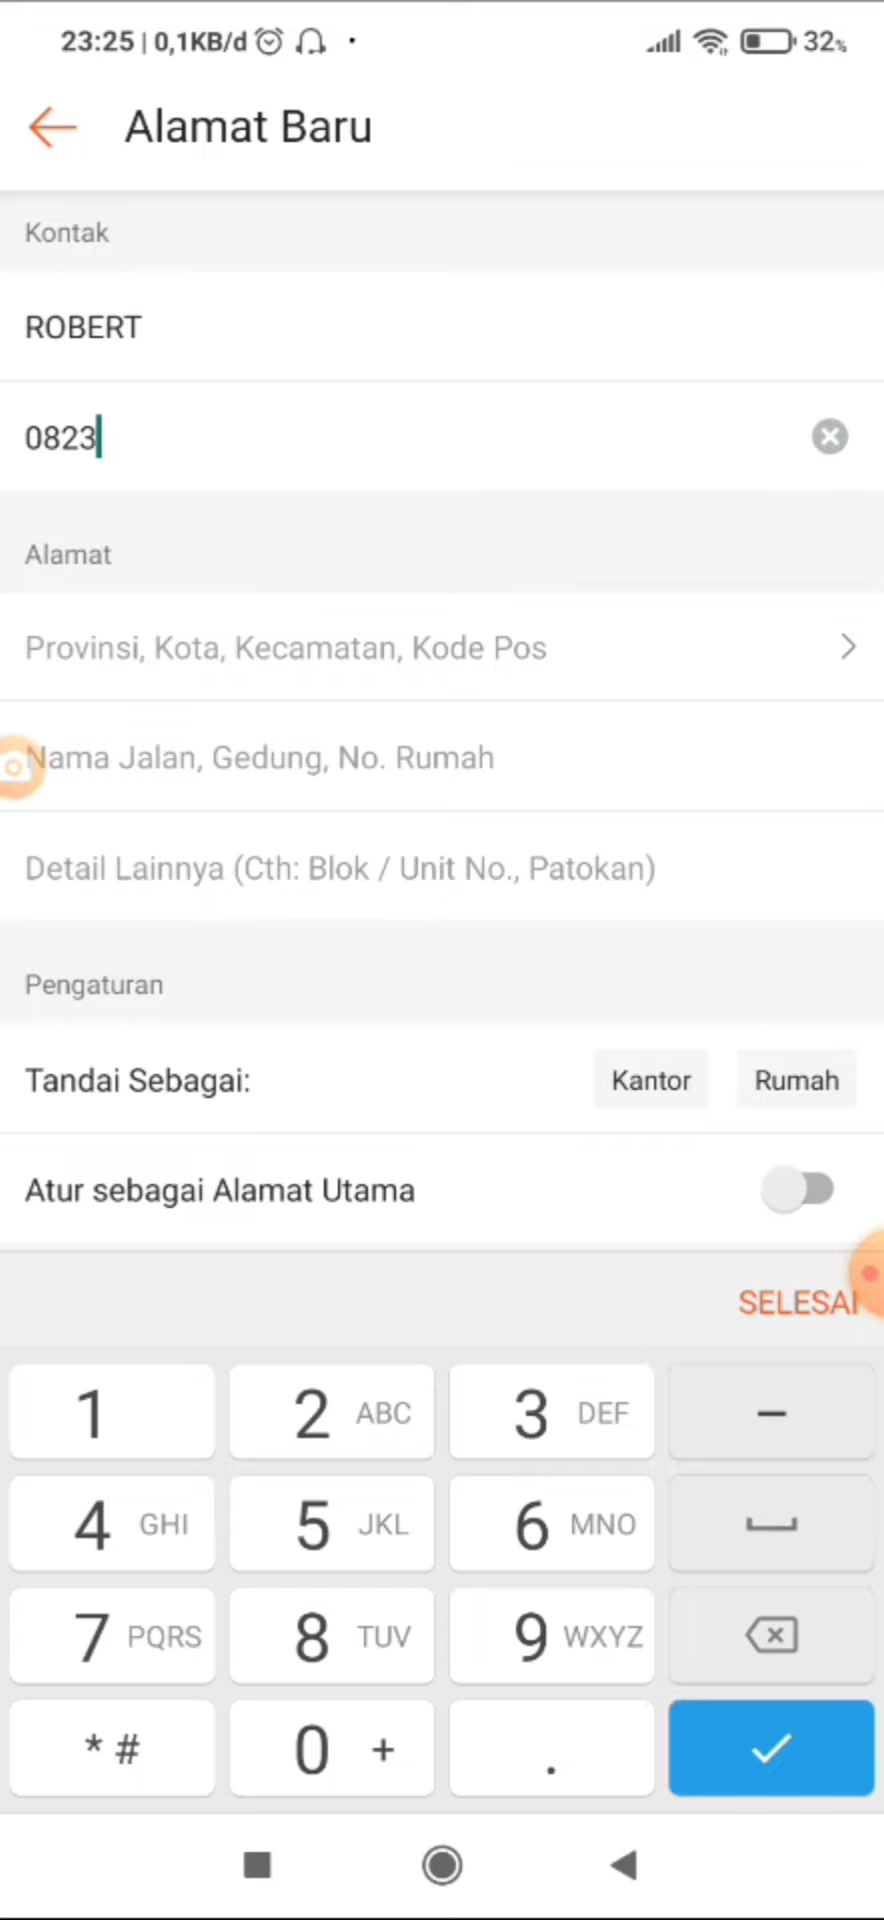 23:25 | 0,1KB/d 32%
Alamat Baru
Kontak
ROBERT
0823
Alamat
Provinsi, Kota, Kecamatan, Kode Pos
Nama Jalan, Gedung, No. Rumah
Detail Lainnya (Cth: Blok / Unit No., Patokan)
Pengaturan
Tandai Sebagai: Kantor Rumah
Atur sebagai Alamat Utama
SELESAI
1 2 ABC 3 DEF –
4 GHI 5 JKL 6 MNO
7 PQRS 8 TUV 9 WXYZ
* # 0 + .